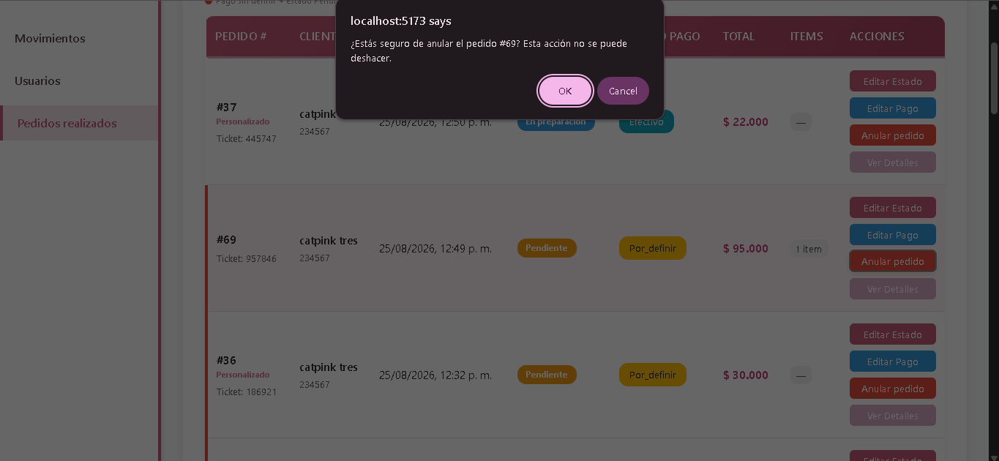 Pago sin definir + estado Pendi
localhost:5173 says
¿Estás seguro de anular el pedido #69? Esta acción no se puede
deshacer.
OK
Cancel
Movimientos
Usuarios
Pedidos realizados
PEDIDO # CLIENT PAGO TOTAL ITEMS ACCIONES
#37
Personalizado
Ticket: 445747
catpink
234567
25/08/2026, 12:50 p. m.
En preparación
Efectivo
$ 22.000
—
Editar Estado
Editar Pago
Anular pedido
Ver Detalles
#69
Ticket: 957846
catpink tres
234567
25/08/2026, 12:49 p. m.
Pendiente
Por_definir
$ 95.000
1 item
Editar Estado
Editar Pago
Anular pedido
Ver Detalles
#36
Personalizado
Ticket: 186921
catpink tres
234567
25/08/2026, 12:32 p. m.
Pendiente
Por_definir
$ 30.000
—
Editar Estado
Editar Pago
Anular pedido
Ver Detalles
Editar Estado